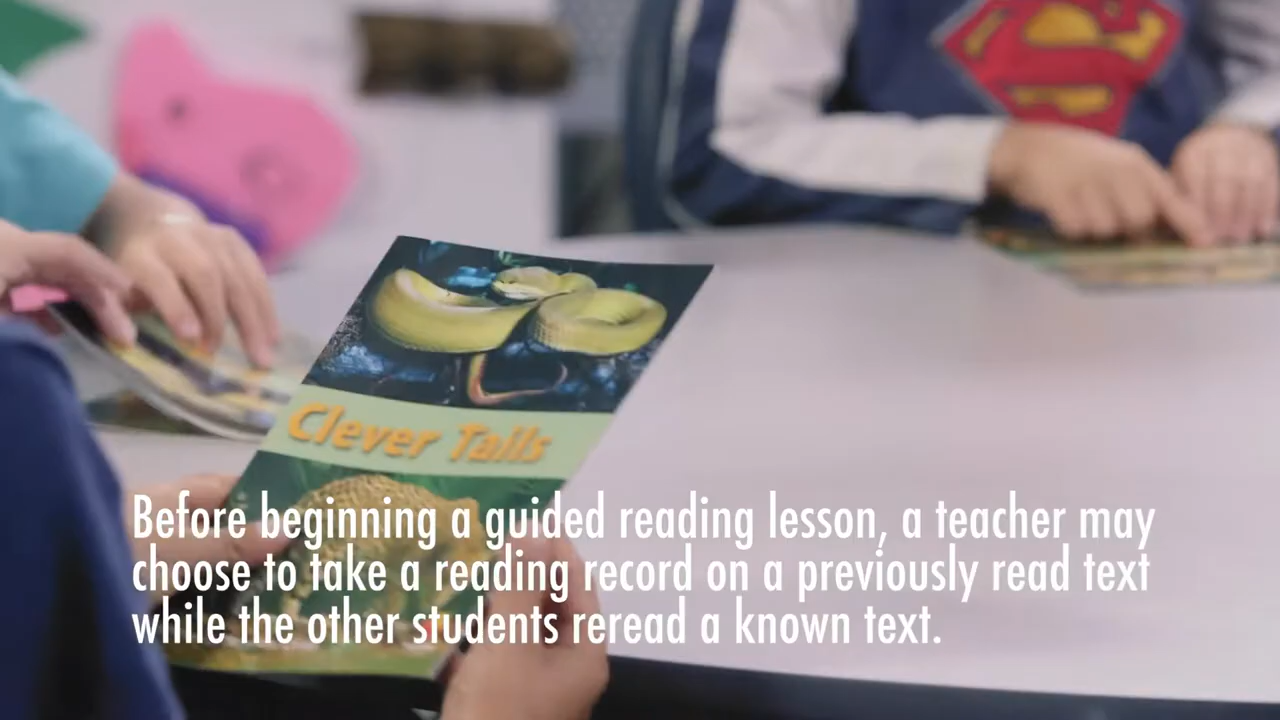 Clever Tails
Before beginning a guided reading lesson, a teacher may
choose to take a reading record on a previously read text
while the other students reread a known text.